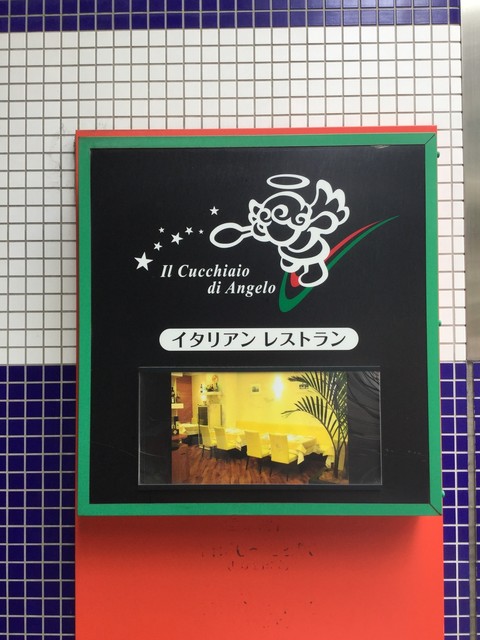 Il Cucchiaio
di Angelo
イタリアン レストラン